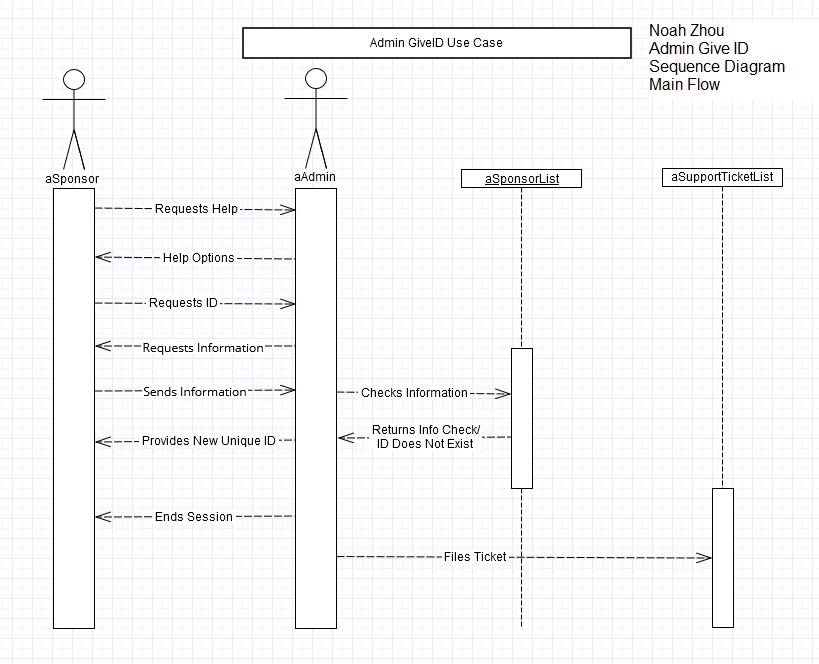 Admin GiveID Use Case
Noah Zhou
Admin Give ID
Sequence Diagram
Main Flow
aSponsor
aAdmin
aSponsorList
aSupportTicketList
Requests Help
Help Options
Requests ID
Requests Information
Sends Information
Checks Information
Returns Info Check/
ID Does Not Exist
Provides New Unique ID
Ends Session
Files Ticket